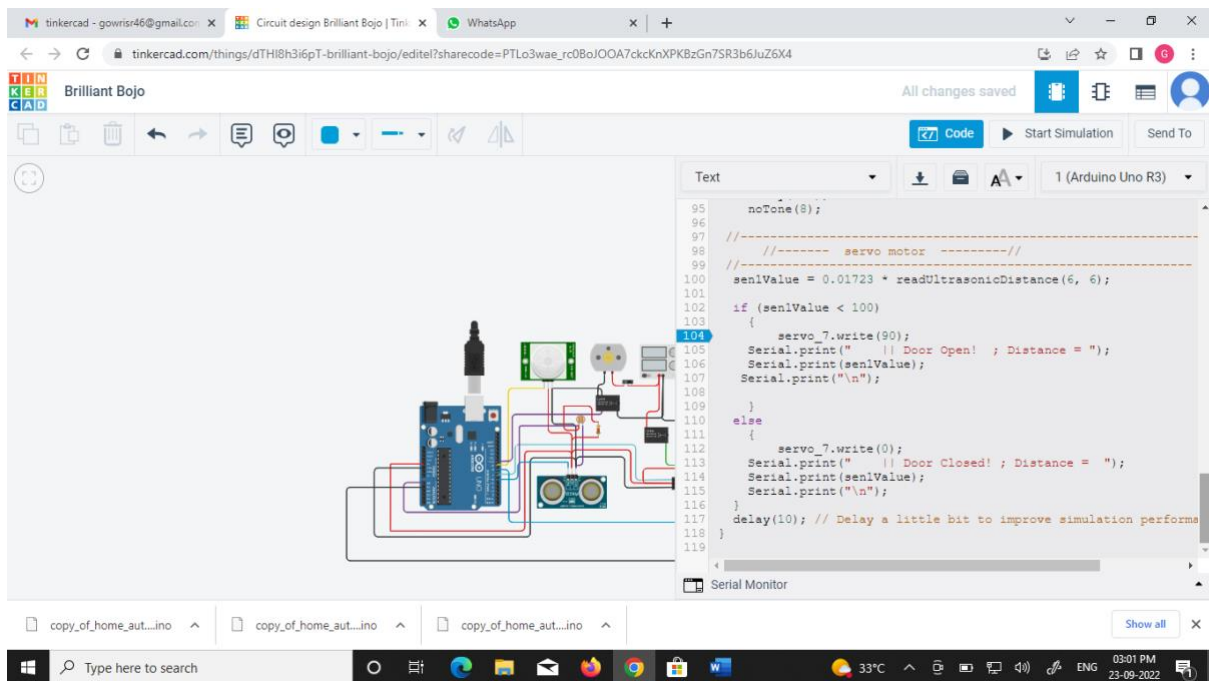 tinkercad - gowrisr46@gmail.con
Circuit design Brilliant Bojo | Tink
WhatsApp
tinkercad.com/things/dTHl8h3i6pT-brilliant-bojo/editel?sharecode=PTLo3wae_rc0BoJOOA7ckcKnXPKBzGn7SR3b6JuZ6X4
G
TIN
KER
CAD
Brilliant Bojo
All changes saved
Code
Start Simulation
Send To
Text
AA
1 (Arduino Uno R3)
95 noTone(8);
96
97 //-----------------------------------------------------------------
98 //------- servo motor ---------//
99 //----------------------------------------------------------------
100 sen1Value = 0.01723 * readUltrasonicDistance(6, 6);
101
102 if (sen1Value < 100)
103 {
104 servo_7.write(90);
105 Serial.print(" || Door Open! ; Distance = ");
106 Serial.print(sen1Value);
107 Serial.print("\n");
108
109 }
110 else
111 {
112 servo_7.write(0);
113 Serial.print(" || Door Closed! ; Distance = ");
114 Serial.print(sen1Value);
115 Serial.print("\n");
116 }
117 delay(10); // Delay a little bit to improve simulation performa
118 }
119
Serial Monitor
copy_of_home_aut....ino
copy_of_home_aut....ino
copy_of_home_aut....ino
Show all
Type here to search
33°C
ENG
03:01 PM
23-09-2022